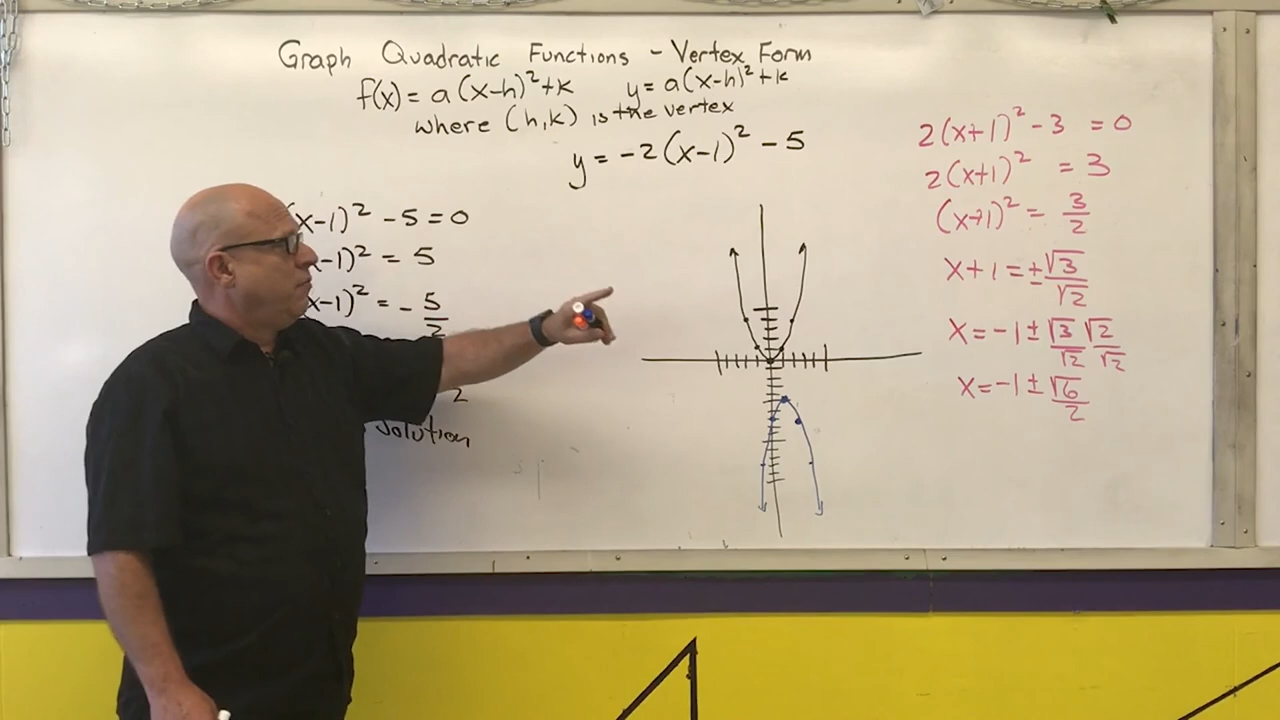 Graph Quadratic Functions - Vertex Form
f(x) = a(x-h)² + k   y = a(x-h)² + k
where (h,k) is the vertex
y = -2(x-1)² - 5
(x-1)² - 5 = 0
x-1)² = 5
x-1)² = - 5/2
2
Solution
2(x+1)² - 3 = 0
2(x+1)² = 3
(x+1)² = 3/2
x+1 = ± √3/√2
x = -1 ± √3/√2 √2/√2
x = -1 ± √6/2